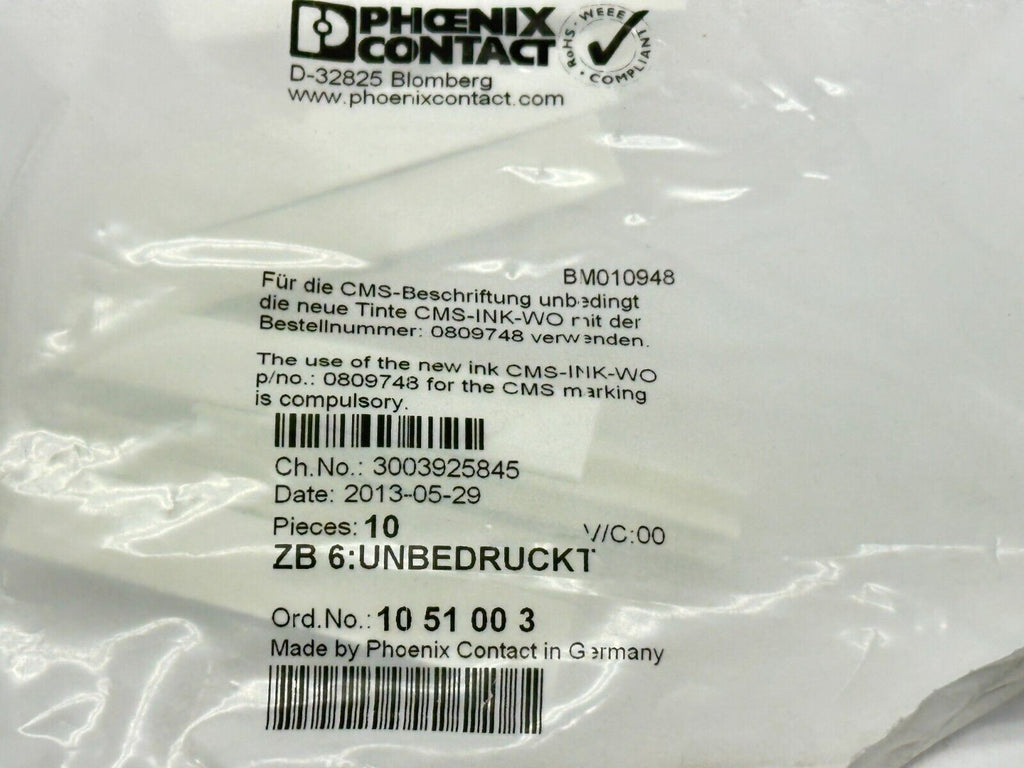 PHŒNIX
CONTACT
RoHS · WEEE · COMPLIANT
D-32825 Blomberg
www.phoenixcontact.com
BM010948
Für die CMS-Beschriftung unbedingt
die neue Tinte CMS-INK-WO mit der
Bestellnummer: 0809748 verwenden.
The use of the new ink CMS-INK-WO
p/no.: 0809748 for the CMS marking
is compulsory.
Ch.No.: 3003925845
Date: 2013-05-29
Pieces: 10 V/C:00
ZB 6:UNBEDRUCKT
Ord.No.: 10 51 00 3
Made by Phoenix Contact in Germany